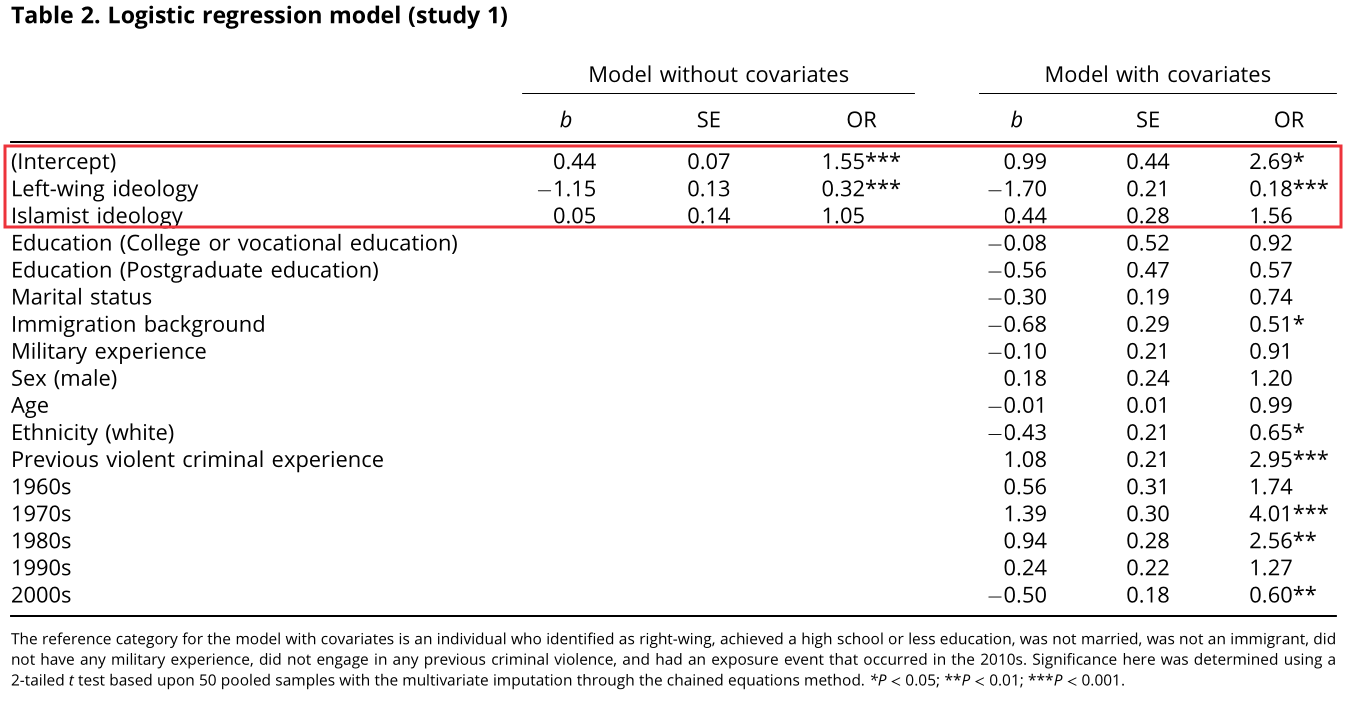 Table 2. Logistic regression model (study 1)
Model without covariates Model with covariates
b SE OR b SE OR
(Intercept) 0.44 0.07 1.55*** 0.99 0.44 2.69*
Left-wing ideology −1.15 0.13 0.32*** −1.70 0.21 0.18***
Islamist ideology 0.05 0.14 1.05 0.44 0.28 1.56
Education (College or vocational education) −0.08 0.52 0.92
Education (Postgraduate education) −0.56 0.47 0.57
Marital status −0.30 0.19 0.74
Immigration background −0.68 0.29 0.51*
Military experience −0.10 0.21 0.91
Sex (male) 0.18 0.24 1.20
Age −0.01 0.01 0.99
Ethnicity (white) −0.43 0.21 0.65*
Previous violent criminal experience 1.08 0.21 2.95***
1960s 0.56 0.31 1.74
1970s 1.39 0.30 4.01***
1980s 0.94 0.28 2.56**
1990s 0.24 0.22 1.27
2000s −0.50 0.18 0.60**
The reference category for the model with covariates is an individual who identified as right-wing, achieved a high school or less education, was not married, was not an immigrant, did
not have any military experience, did not engage in any previous criminal violence, and had an exposure event that occurred in the 2010s. Significance here was determined using a
2-tailed t test based upon 50 pooled samples with the multivariate imputation through the chained equations method. *P < 0.05; **P < 0.01; ***P < 0.001.